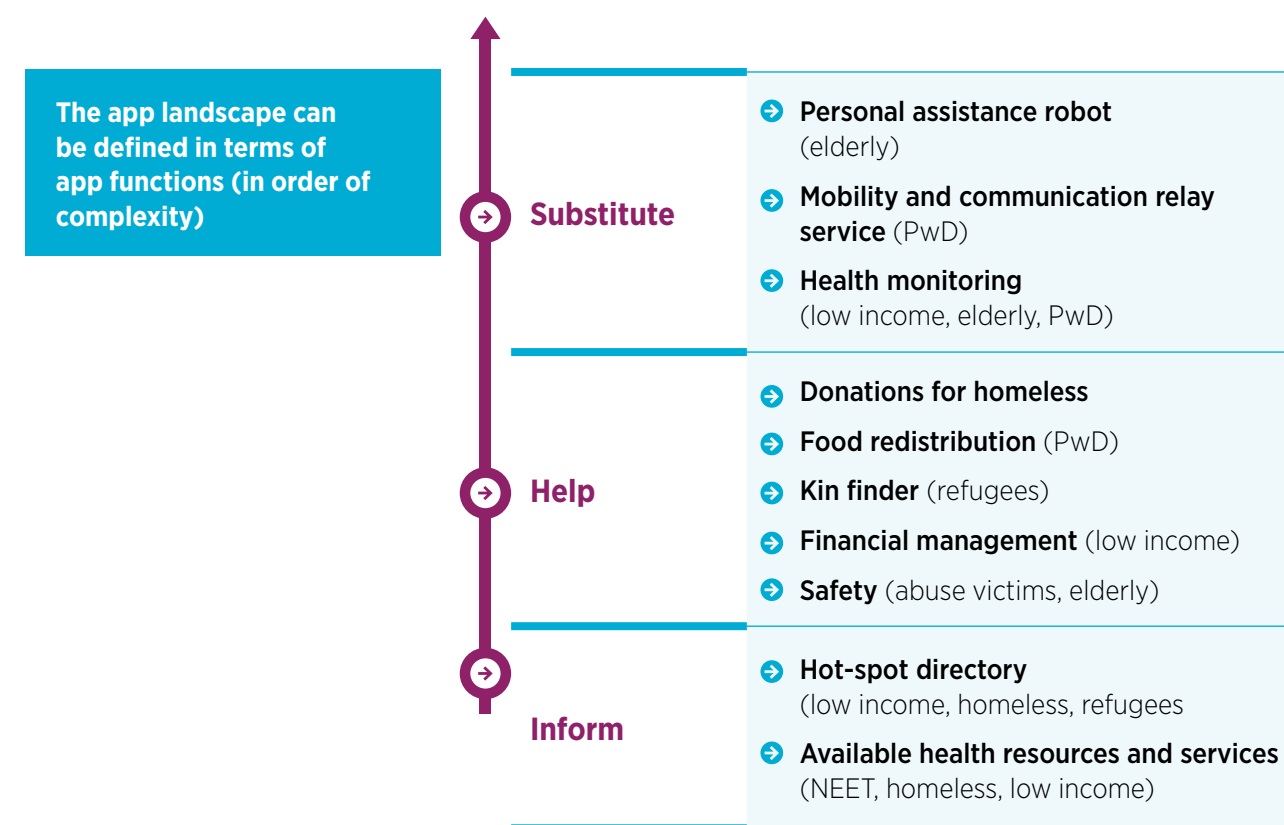 The app landscape can
be defined in terms of
app functions (in order of
complexity)
Substitute
Personal assistance robot
(elderly)
Mobility and communication relay
service (PwD)
Health monitoring
(low income, elderly, PwD)
Help
Donations for homeless
Food redistribution (PwD)
Kin finder (refugees)
Financial management (low income)
Safety (abuse victims, elderly)
Inform
Hot-spot directory
(low income, homeless, refugees
Available health resources and services
(NEET, homeless, low income)